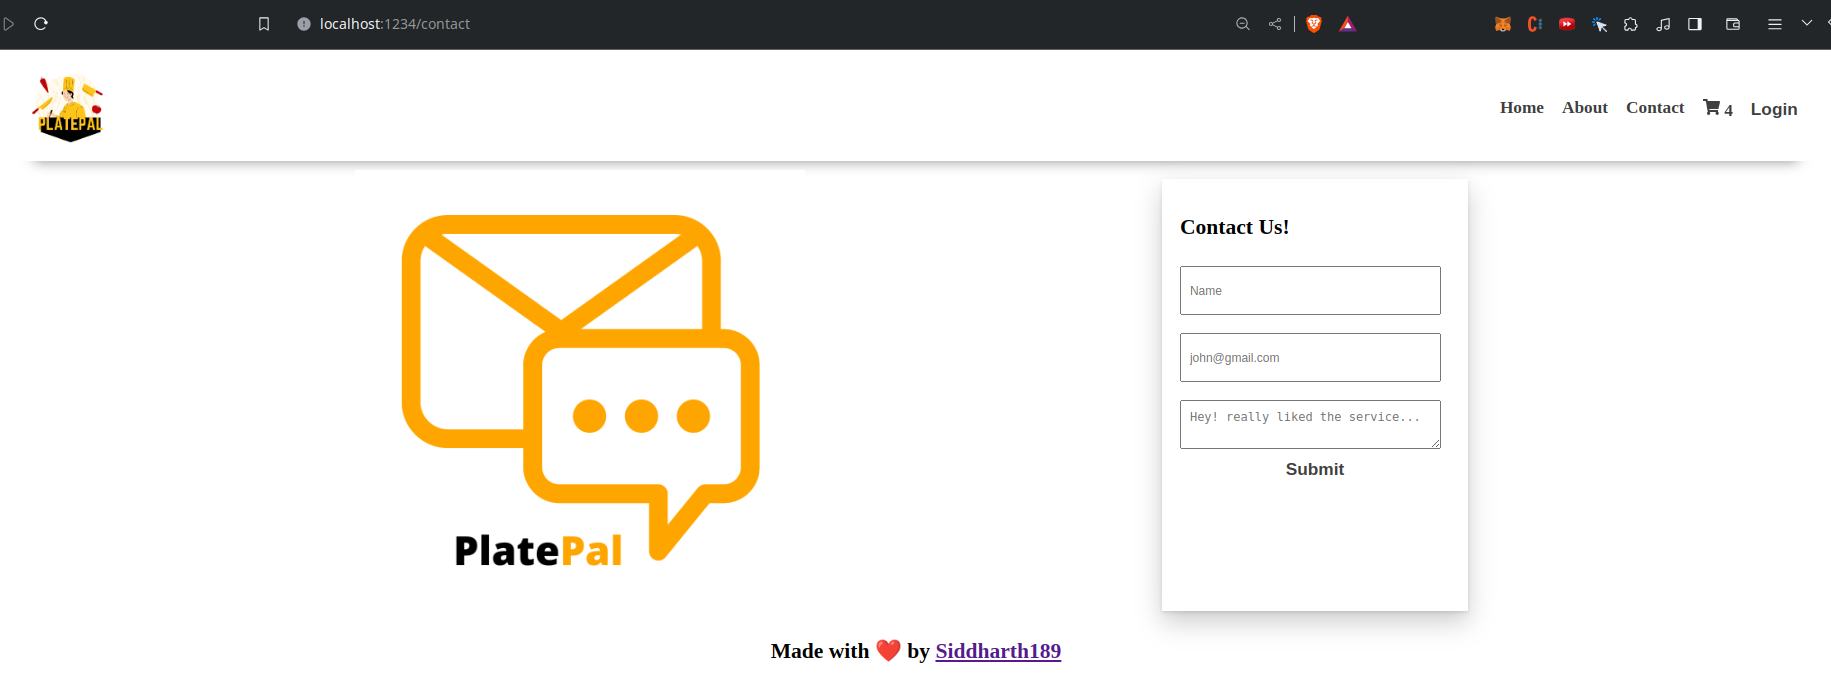 localhost:1234/contact
PLATEPAL
Home About Contact 4 Login
Contact Us!
Name
john@gmail.com
Hey! really liked the service...
Submit
PlatePal
Made with ❤️ by Siddharth189